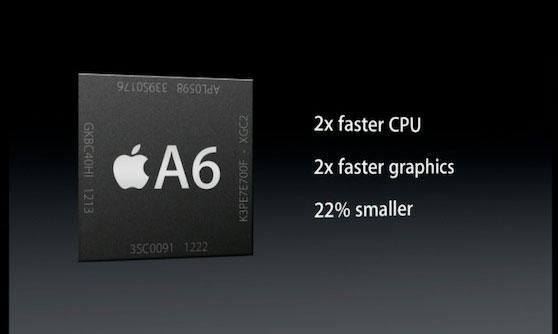 APL0598 339S0176
GKBC40HI 1213
A6
K3PE7E700F - XGC2
3SC0091 1222
2x faster CPU
2x faster graphics
22% smaller